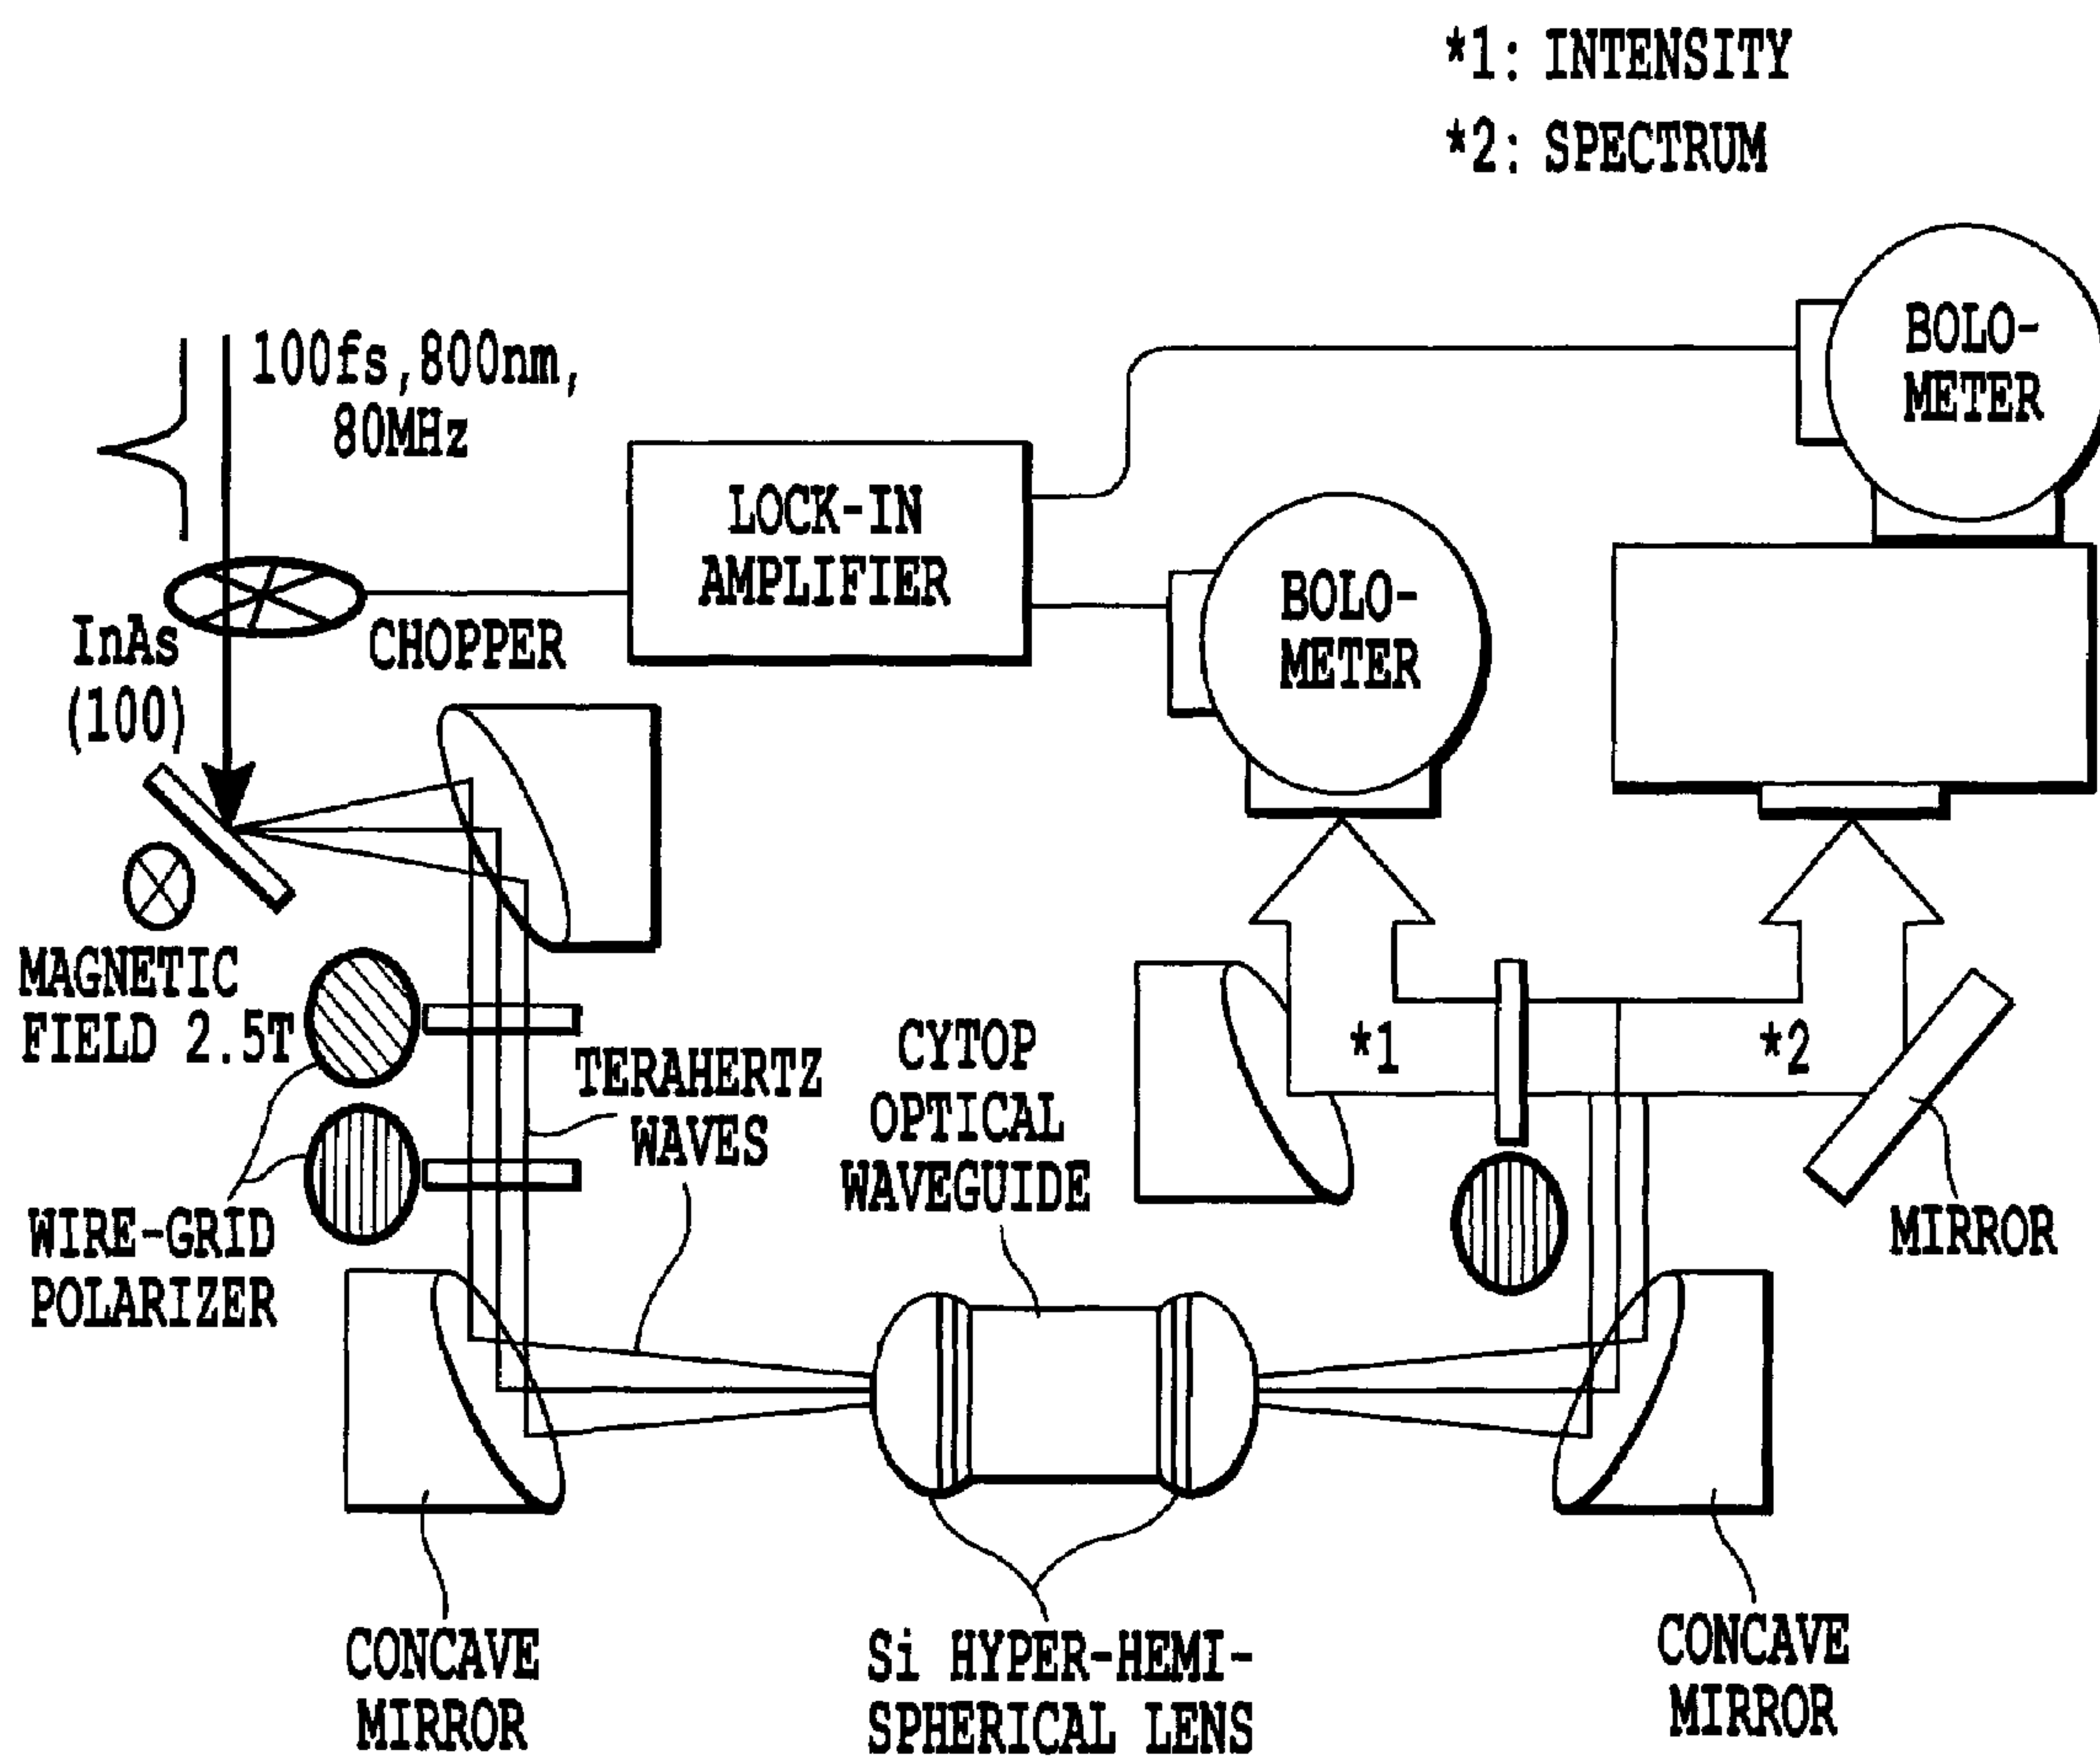 *1: INTENSITY
*2: SPECTRUM
100fs,800nm,
80MHz
BOLO-
METER
LOCK-IN
AMPLIFIER
BOLO-
METER
InAs
(100)
CHOPPER
MAGNETIC
FIELD 2.5T
TERAHERTZ
WAVES
CYTOP
OPTICAL
WAVEGUIDE
*1
*2
WIRE-GRID
POLARIZER
MIRROR
CONCAVE
MIRROR
Si HYPER-HEMI-
SPHERICAL LENS
CONCAVE
MIRROR